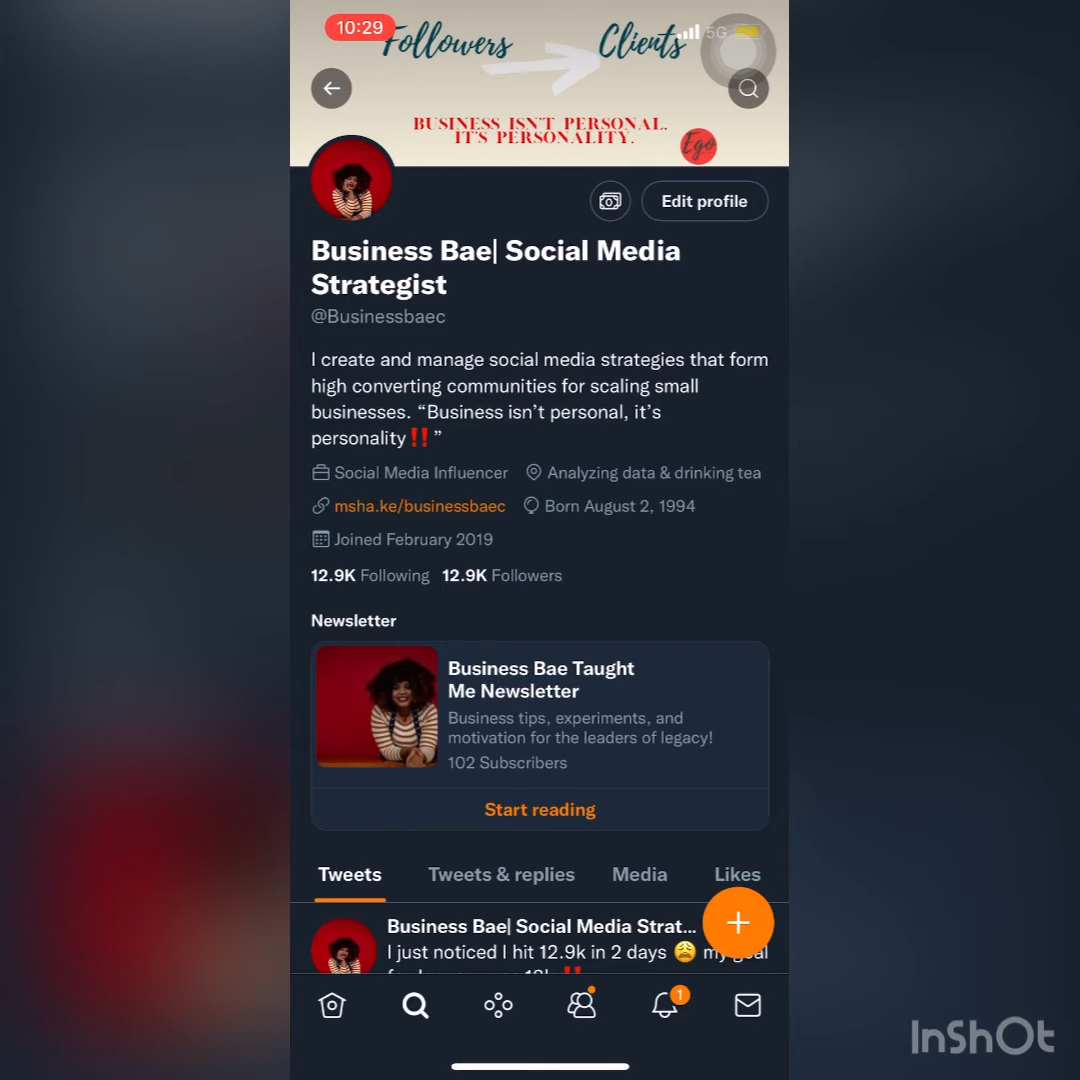 10:29
5G
Followers
Clients
BUSINESS ISN'T PERSONAL.
IT'S PERSONALITY.
Ego
Edit profile
Business Bae| Social Media
Strategist
@Businessbaec
I create and manage social media strategies that form
high converting communities for scaling small
businesses. “Business isn’t personal, it’s
personality‼️”
Social Media Influencer
Analyzing data & drinking tea
msha.ke/businessbaec
Born August 2, 1994
Joined February 2019
12.9K Following 12.9K Followers
Newsletter
Business Bae Taught
Me Newsletter
Business tips, experiments, and
motivation for the leaders of legacy!
102 Subscribers
Start reading
Tweets
Tweets & replies
Media
Likes
Business Bae| Social Media Strat...
I just noticed I hit 12.9k in 2 days 😩 my goal
1
InShOt